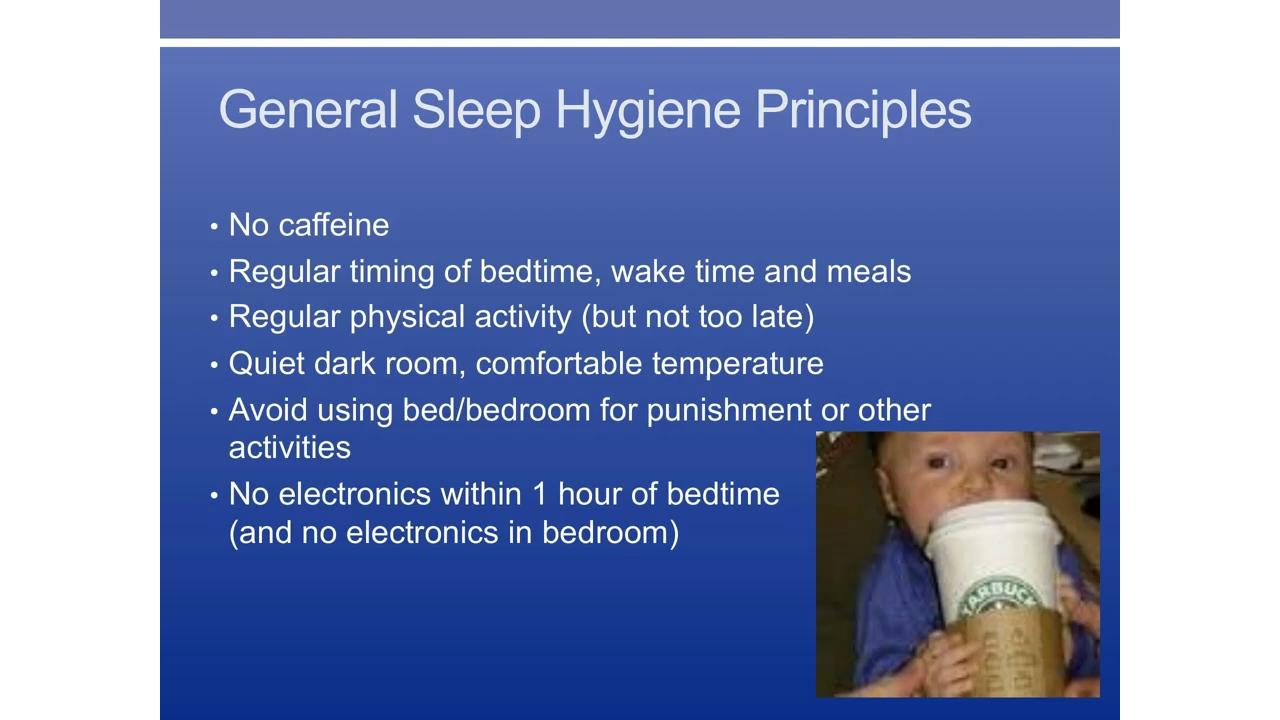 General Sleep Hygiene Principles
• No caffeine
• Regular timing of bedtime, wake time and meals
• Regular physical activity (but not too late)
• Quiet dark room, comfortable temperature
• Avoid using bed/bedroom for punishment or other
activities
• No electronics within 1 hour of bedtime
(and no electronics in bedroom)
TARBUCK